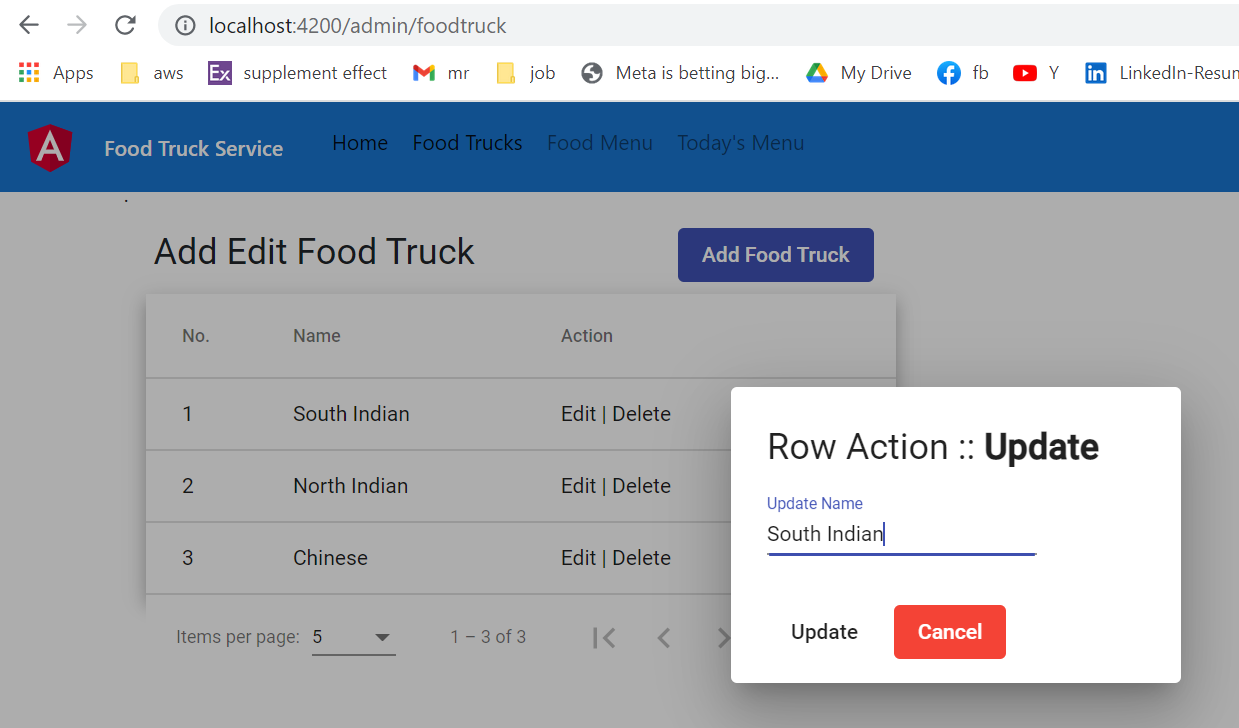 localhost:4200/admin/foodtruck
Apps aws Ex supplement effect mr job Meta is betting big... My Drive fb Y in LinkedIn-Resun
A Food Truck Service Home Food Trucks Food Menu Today's Menu
Add Edit Food Truck Add Food Truck
No. Name Action
1 South Indian Edit | Delete
2 North Indian Edit | Delete
3 Chinese Edit | Delete
Items per page: 5 1 – 3 of 3
Row Action :: Update
Update Name
South Indian
Update Cancel